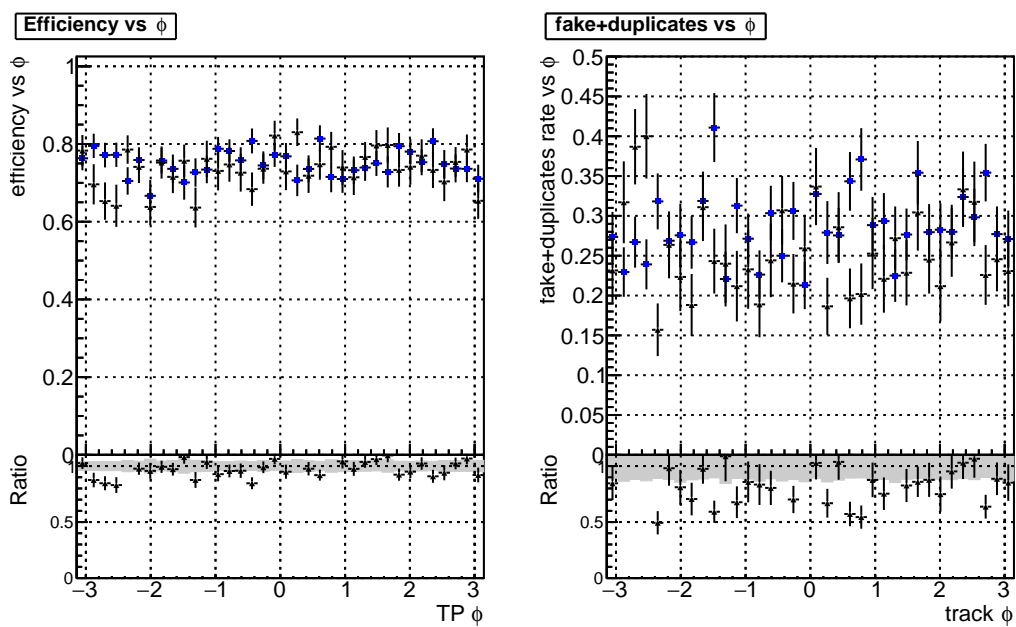 Efficiency vs ϕ
efficiency vs ϕ
1
0.8
0.6
0.4
0.2
0
Ratio
1
0.5
0
−3 −2 −1 0 1 2 3
TP ϕ
fake+duplicates vs ϕ
fake+duplicates rate vs ϕ
0.5
0.45
0.4
0.35
0.3
0.25
0.2
0.15
0.1
0.05
0
Ratio
1
0.5
0
−3 −2 −1 0 1 2 3
track ϕ